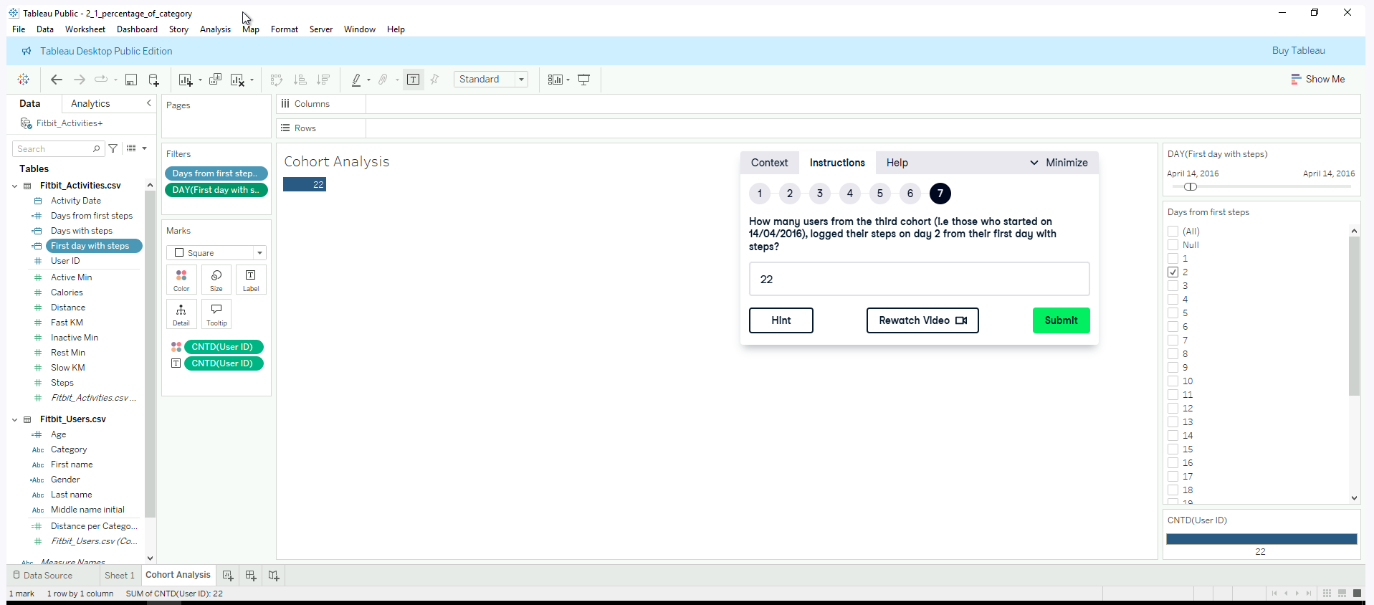 Tableau Public - 2_1_percentage_of_category
File Data Worksheet Dashboard Story Analysis Map Format Server Window Help
Tableau Desktop Public Edition
Buy Tableau
Standard
Show Me
Data Analytics
Fitbit_Activities+
Search
Tables
Fitbit_Activities.csv
Activity Date
Days from first steps
Days with steps
First day with steps
User ID
Active Min
Calories
Distance
Fast KM
Inactive Min
Rest Min
Slow KM
Steps
Fitbit_Activities.csv ...
Fitbit_Users.csv
Age
Abc Category
Abc First name
Abc Gender
Abc Last name
Abc Middle name initial
Distance per Catego...
Fitbit_Users.csv (Co...
Abc Measure Names
Pages
Filters
Days from first step..
DAY(First day with s..
Marks
Square
Color Size Label
Detail Tooltip
CNTD(User ID)
CNTD(User ID)
Columns
Rows
Cohort Analysis
22
Context Instructions Help Minimize
1 2 3 4 5 6 7
How many users from the third cohort (i.e those who started on
14/04/2016), logged their steps on day 2 from their first day with
steps?
22
Hint Rewatch Video Submit
DAY(First day with steps)
April 14, 2016 April 14, 2016
Days from first steps
(All)
Null
1
2
3
4
5
6
7
8
9
10
11
12
13
14
15
16
17
18
19
CNTD(User ID)
22
Data Source Sheet 1 Cohort Analysis
1 mark 1 row by 1 column SUM of CNTD(User ID): 22